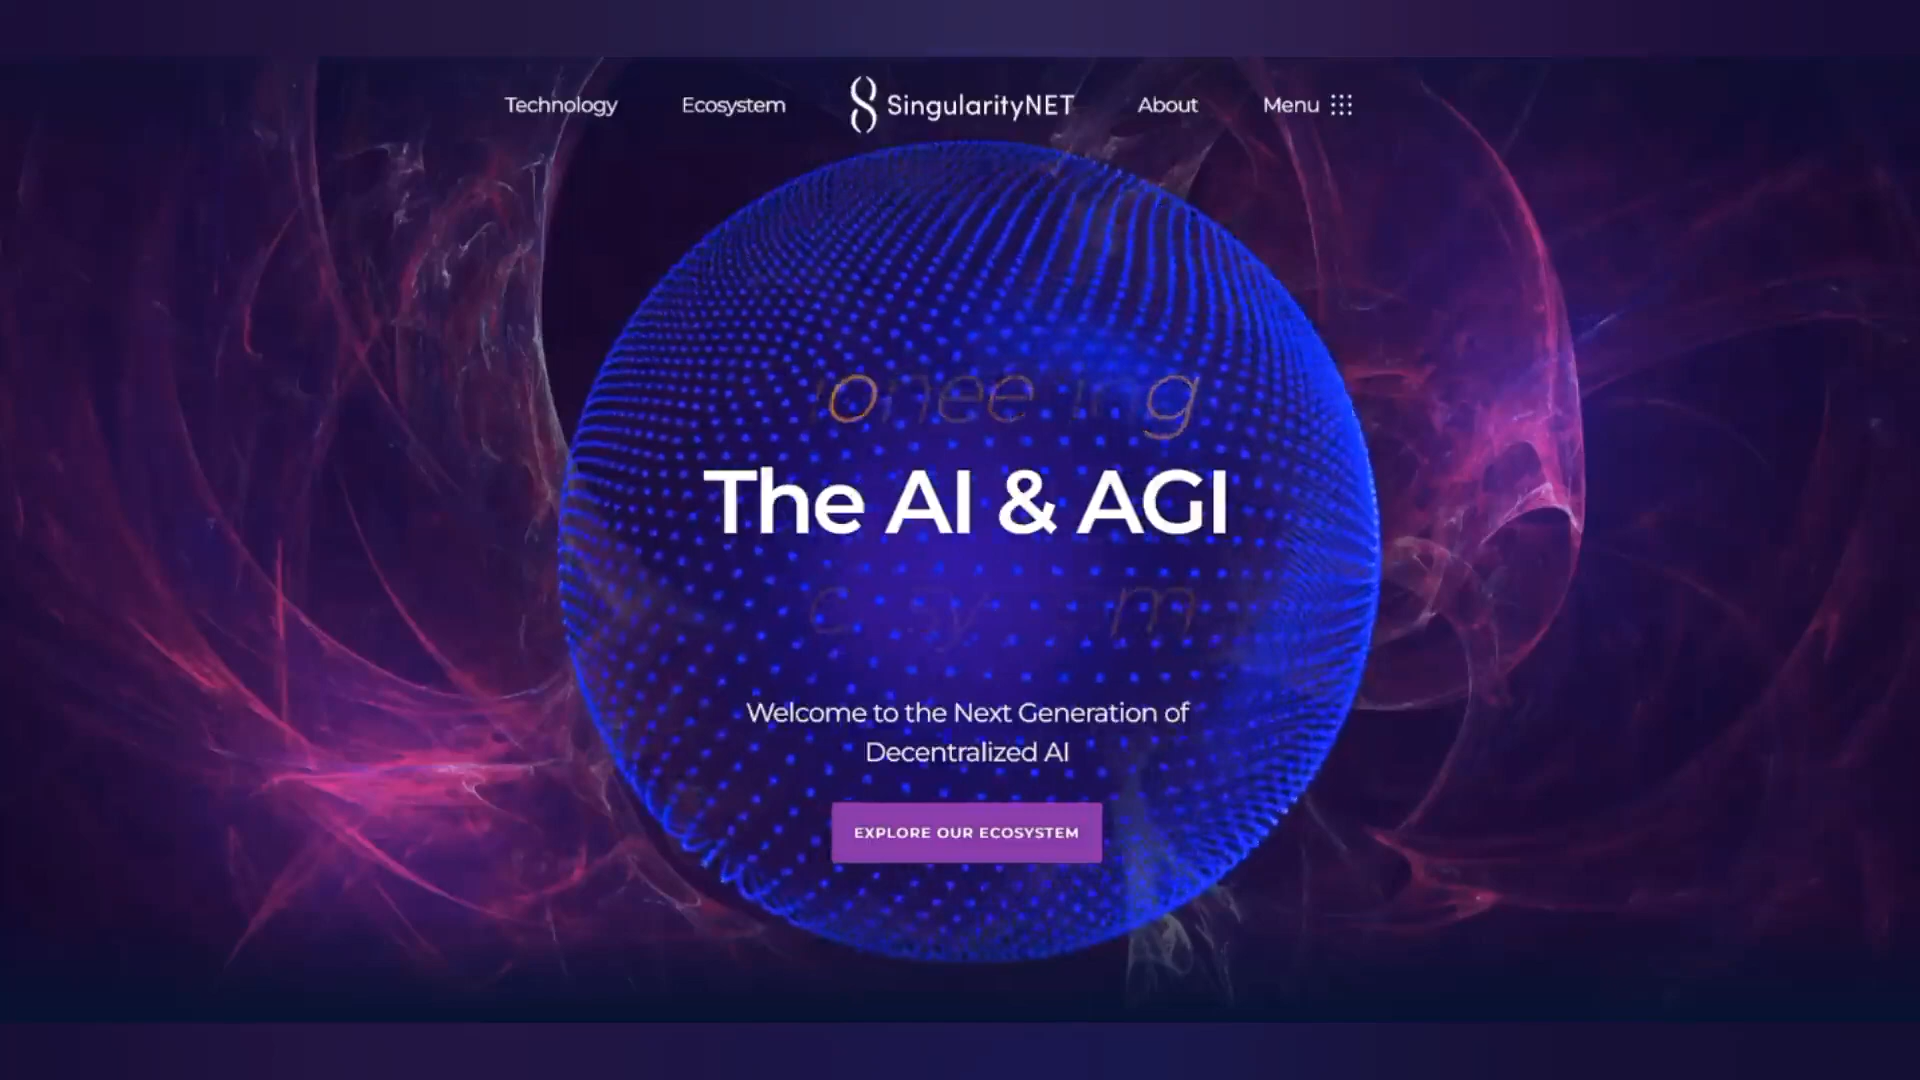 Technology
Ecosystem
SingularityNET
About
Menu
The AI & AGI
Welcome to the Next Generation of
Decentralized AI
EXPLORE OUR ECOSYSTEM